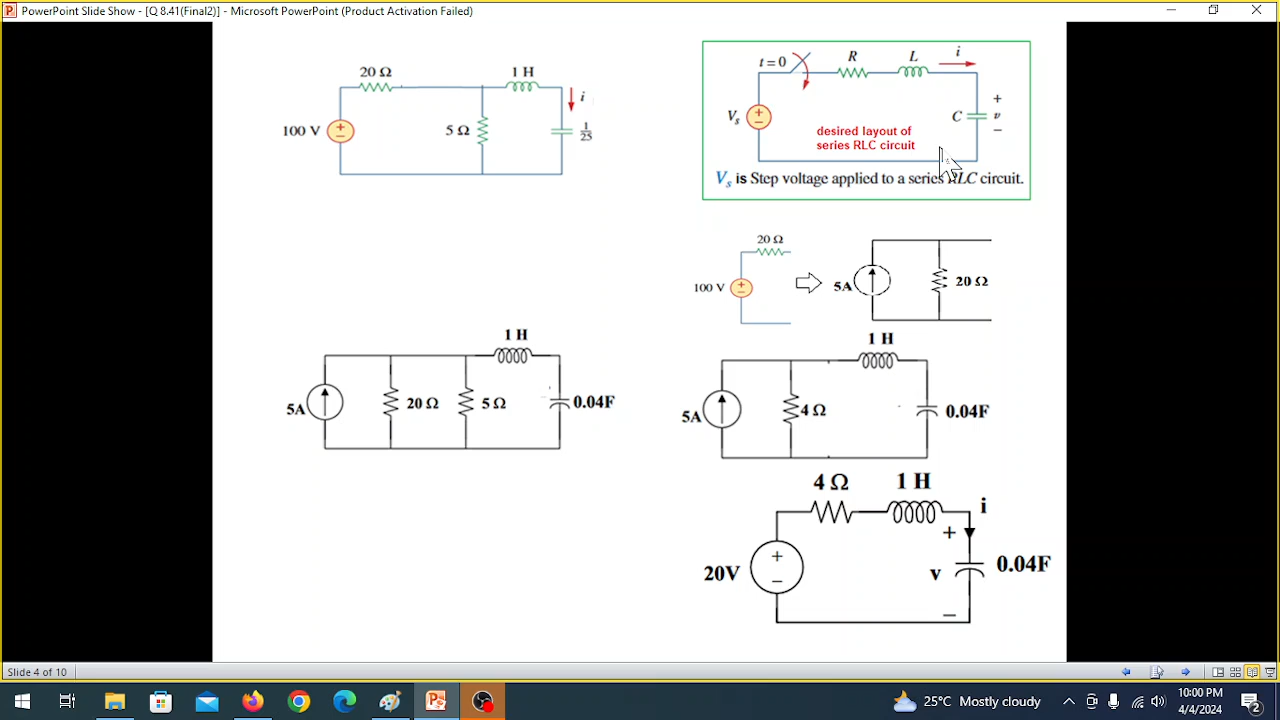 PowerPoint Slide Show - [Q 8.41(Final2)] - Microsoft PowerPoint (Product Activation Failed)
20 Ω
1 H
i
100 V
+
−
5 Ω
1/25
t = 0
R
L
i
Vs
+
−
C
+
v
−
desired layout of
series RLC circuit
Vs is Step voltage applied to a series RLC circuit.
20 Ω
100 V
+
−
5A
20 Ω
1 H
5A
20 Ω
5 Ω
0.04F
1 H
5A
4 Ω
0.04F
4 Ω
1 H
i
+
20V
+
−
v
0.04F
−
Slide 4 of 10
25°C Mostly cloudy
10:00 PM
4/4/2024
2